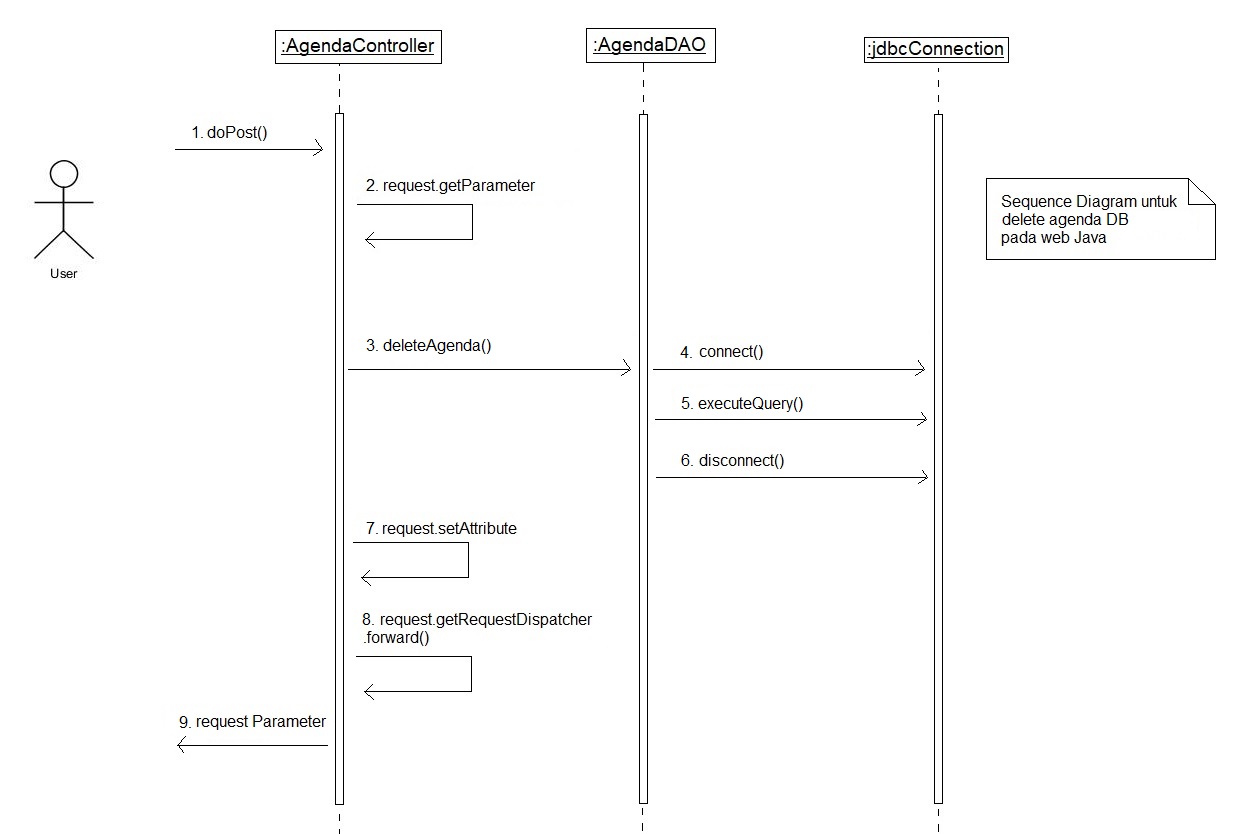 :AgendaController
:AgendaDAO
:jdbcConnection
1. doPost()
2. request.getParameter
Sequence Diagram untuk
delete agenda DB
pada web Java
User
3. deleteAgenda()
4. connect()
5. executeQuery()
6. disconnect()
7. request.setAttribute
8. request.getRequestDispatcher
.forward()
9. request Parameter